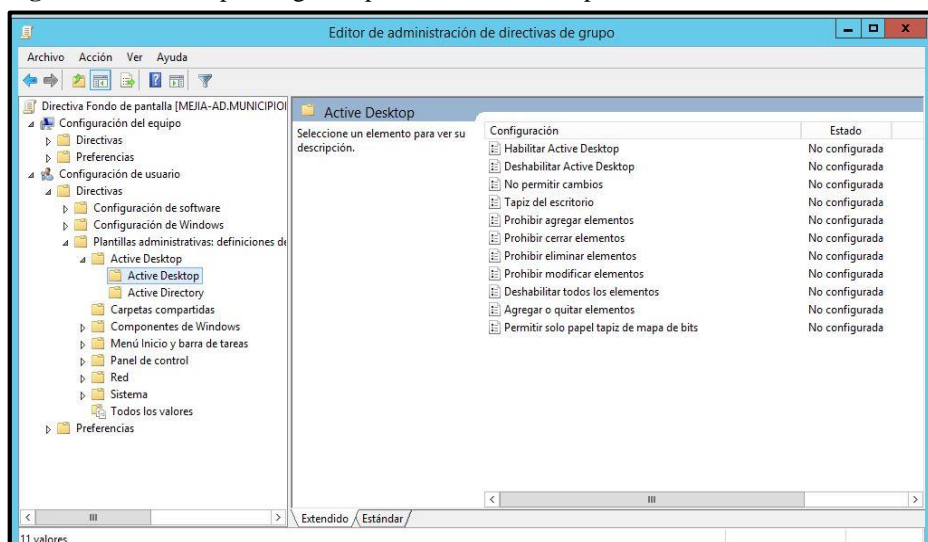 Editor de administración de directivas de grupo
Archivo Acción Ver Ayuda
Directiva Fondo de pantalla [MEJIA-AD.MUNICIPIOI
Configuración del equipo
Directivas
Preferencias
Configuración de usuario
Directivas
Configuración de software
Configuración de Windows
Plantillas administrativas: definiciones de
Active Desktop
Active Desktop
Active Directory
Carpetas compartidas
Componentes de Windows
Menú Inicio y barra de tareas
Panel de control
Red
Sistema
Todos los valores
Preferencias
Active Desktop
Seleccione un elemento para ver su
descripción.
Configuración Estado
Habilitar Active Desktop No configurada
Deshabilitar Active Desktop No configurada
No permitir cambios No configurada
Tapiz del escritorio No configurada
Prohibir agregar elementos No configurada
Prohibir cerrar elementos No configurada
Prohibir eliminar elementos No configurada
Prohibir modificar elementos No configurada
Deshabilitar todos los elementos No configurada
Agregar o quitar elementos No configurada
Permitir solo papel tapiz de mapa de bits No configurada
Extendido Estándar
11 valores